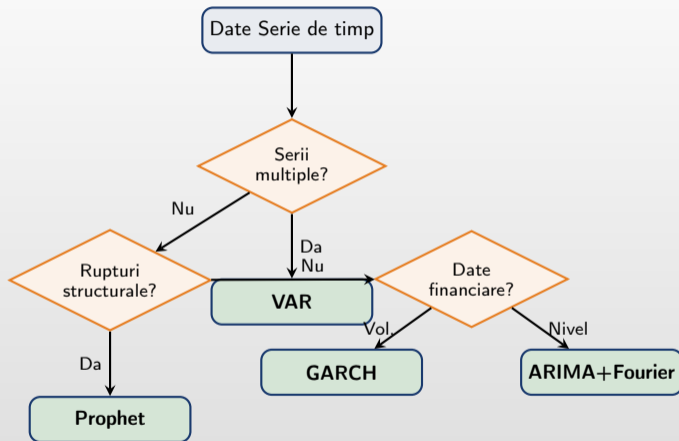 Date Serie de timp
Serii
multiple?
Nu
Da
Nu
Rupturi
structurale?
Date
financiare?
VAR
Vol.
Nivel
Da
GARCH
ARIMA+Fourier
Prophet